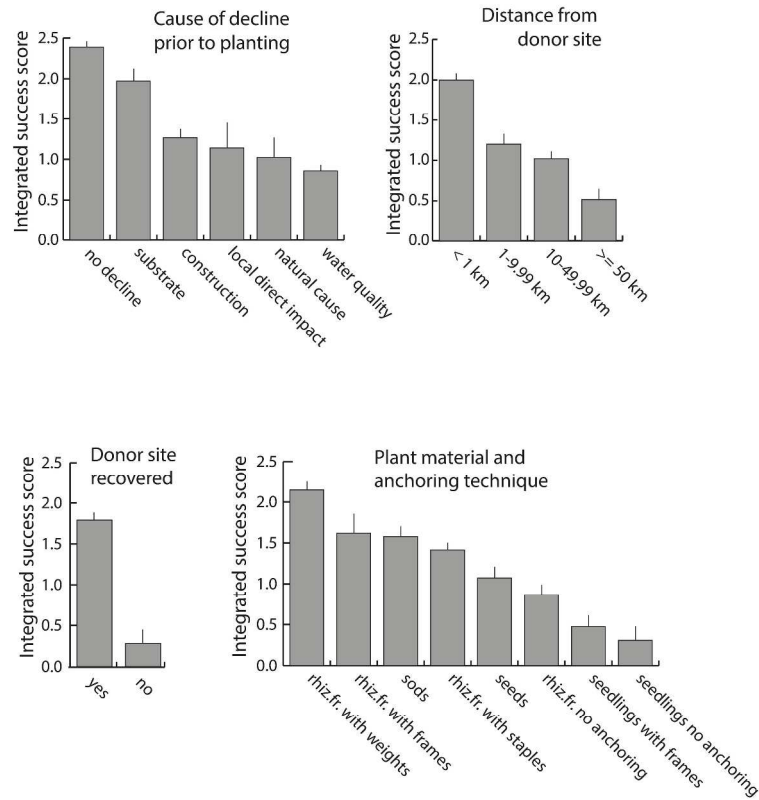 Cause of decline
prior to planting
Integrated success score
2.5
2.0
1.5
1.0
0.5
0.0
no decline
substrate
construction
local direct impact
natural cause
water quality
Distance from
donor site
Integrated success score
2.5
2.0
1.5
1.0
0.5
0.0
< 1 km
1-9.99 km
10-49.99 km
>= 50 km
Donor site
recovered
Integrated success score
2.5
2.0
1.5
1.0
0.5
0.0
yes
no
Plant material and
anchoring technique
Integrated success score
2.5
2.0
1.5
1.0
0.5
0.0
rhiz.fr. with weights
rhiz.fr. with frames
sods
rhiz.fr. with staples
seeds
rhiz.fr. no anchoring
seedlings with frames
seedlings no anchoring